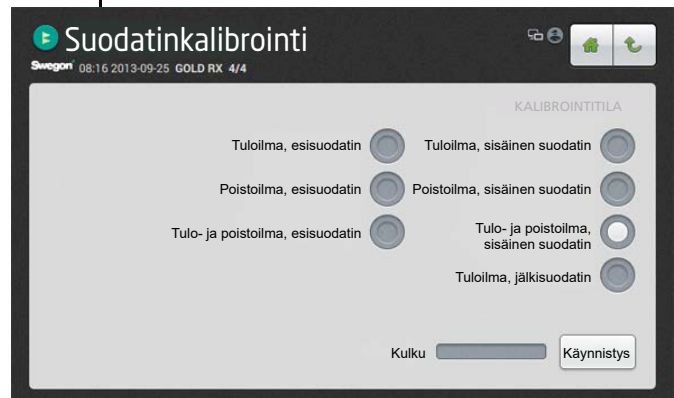 Suodatinkalibrointi
Swegon 08:16 2013-09-25 GOLD RX 4/4
KALIBROINTITILA
Tuloilma, esisuodatin
Tuloilma, sisäinen suodatin
Poistoilma, esisuodatin
Poistoilma, sisäinen suodatin
Tulo- ja poistoilma, esisuodatin
Tulo- ja poistoilma,
sisäinen suodatin
Tuloilma, jälkisuodatin
Kulku
Käynnistys